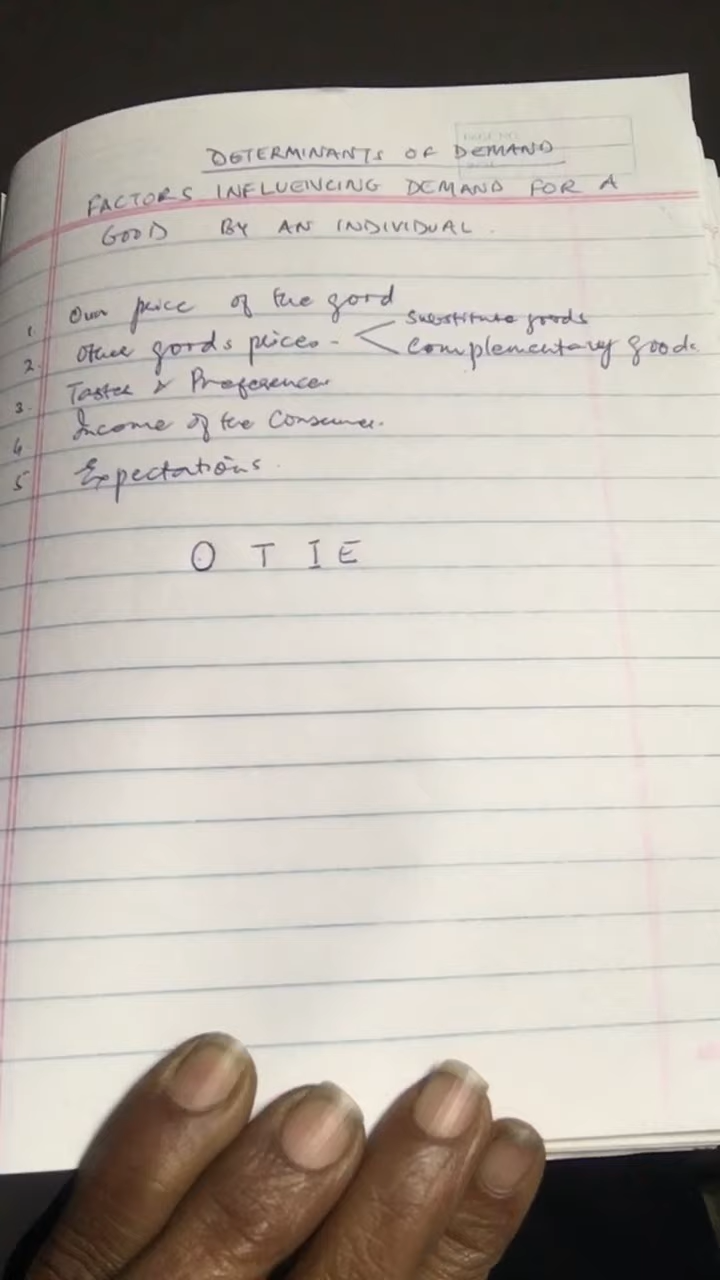 DETERMINANTS OF DEMAND
FACTORS INFLUENCING DEMAND FOR A
GOOD BY AN INDIVIDUAL.
1. Own price of the good
2. Other goods prices - < Substitute goods
Complementary goods
3. Tastes & Preferences
4. Income of the Consumer.
5 Expectations.
O T I E